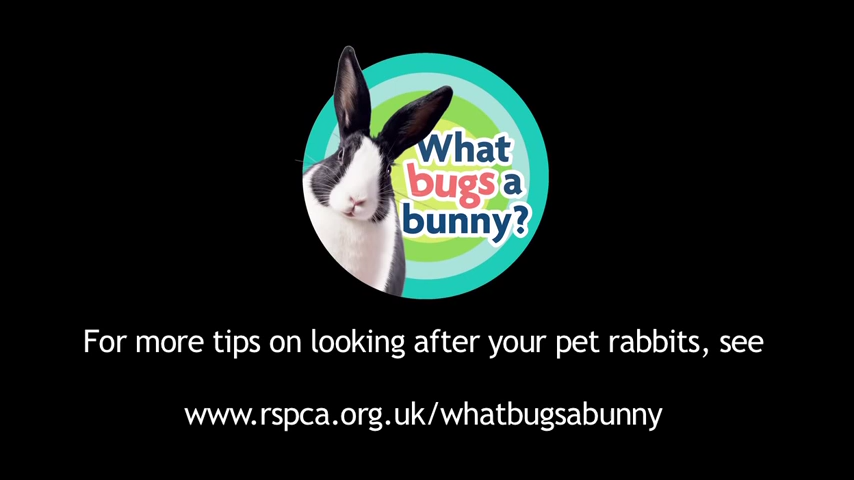 What
bugs a
bunny?
For more tips on looking after your pet rabbits, see
www.rspca.org.uk/whatbugsabunny